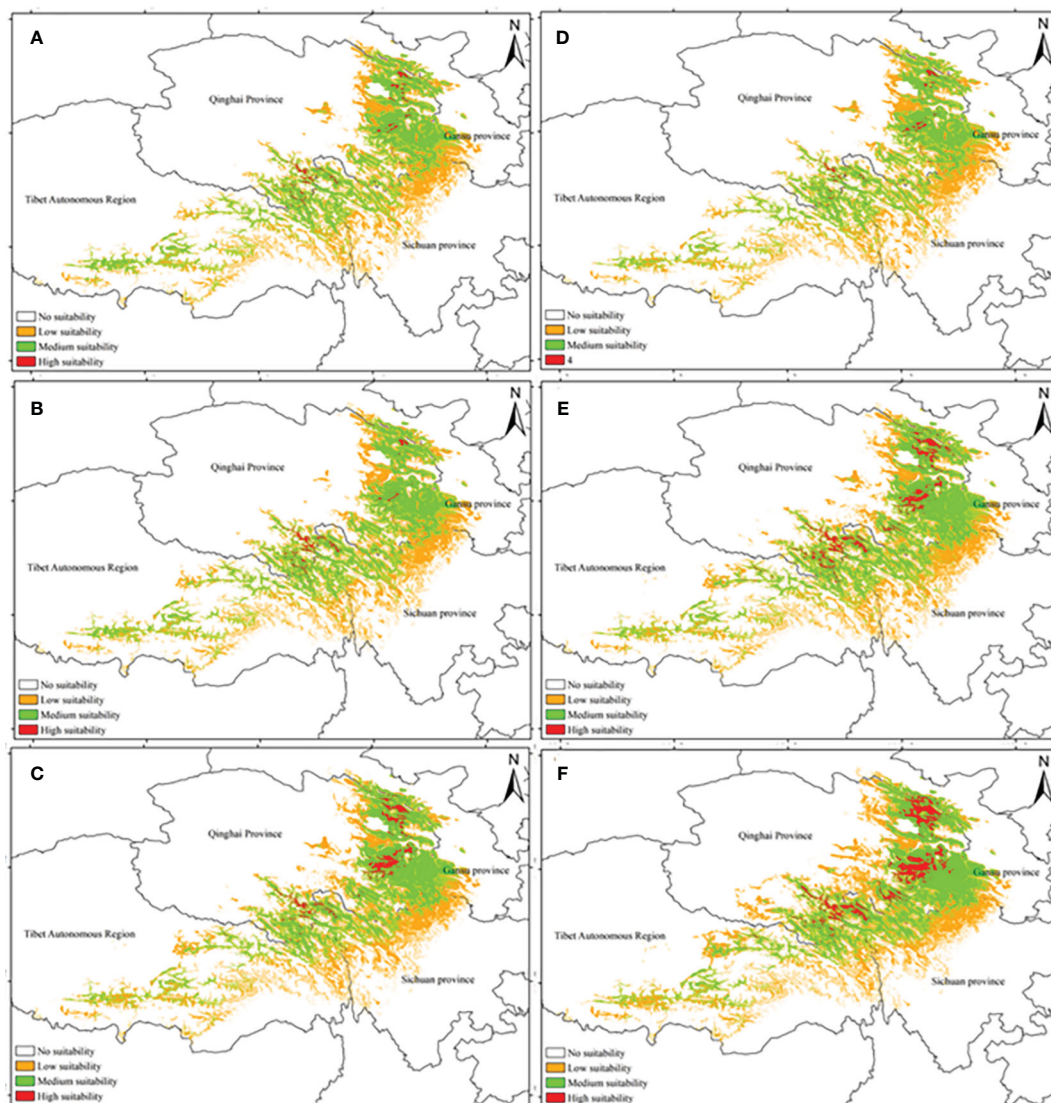 A
N
Qinghai Province
Gansu province
Tibet Autonomous Region
Sichuan province
No suitability
Low suitability
Medium suitability
High suitability
D
N
Qinghai Province
Gansu province
Tibet Autonomous Region
Sichuan province
No suitability
Low suitability
Medium suitability
4
B
N
Qinghai Province
Gansu province
Tibet Autonomous Region
Sichuan province
No suitability
Low suitability
Medium suitability
High suitability
E
N
Qinghai Province
Gansu province
Tibet Autonomous Region
Sichuan province
No suitability
Low suitability
Medium suitability
High suitability
C
N
Qinghai Province
Gansu province
Tibet Autonomous Region
Sichuan province
No suitability
Low suitability
Medium suitability
High suitability
F
N
Qinghai Province
Gansu province
Tibet Autonomous Region
Sichuan province
No suitability
Low suitability
Medium suitability
High suitability